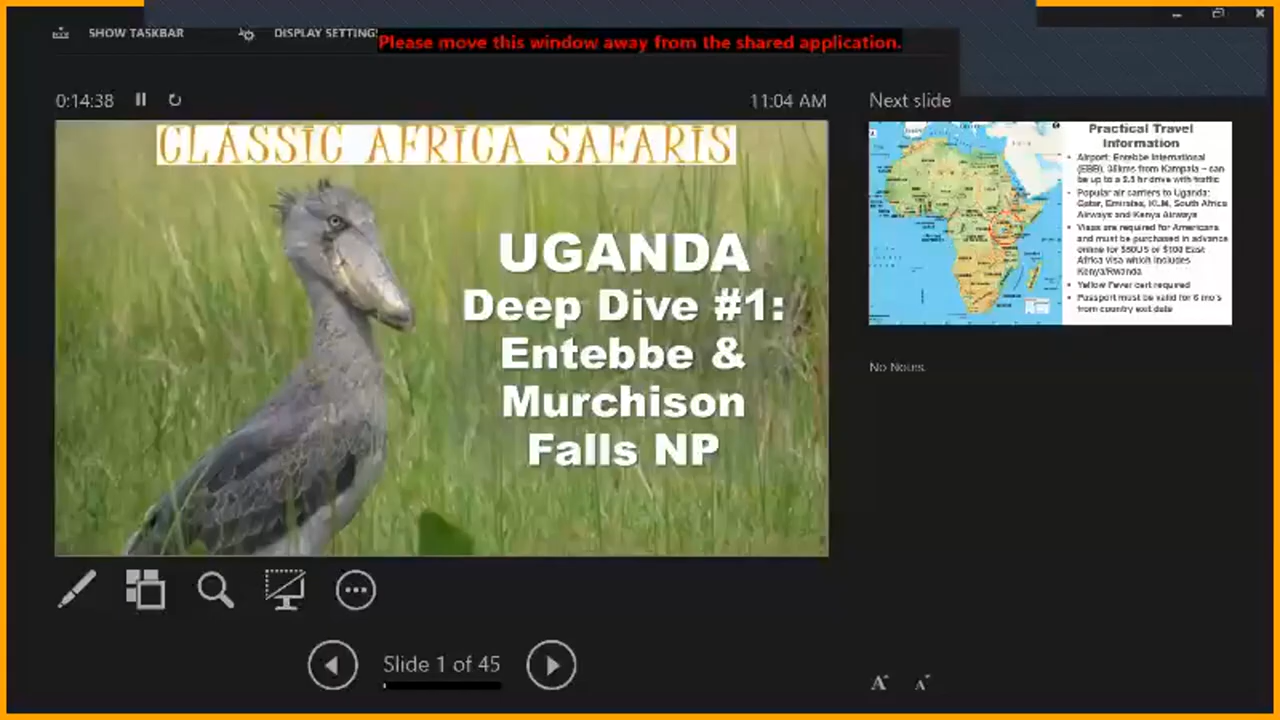 SHOW TASKBAR
DISPLAY SETTING
Please move this window away from the shared application.
0:14:38
11:04 AM
Next slide
CLASSIC AFRICA SAFARIS
UGANDA
Deep Dive #1:
Entebbe &
Murchison
Falls NP
Practical Travel
Information
• Airport: Entebbe International
(EBB), 35kms from Kampala – can
be up to a 2.5 hr drive with traffic
• Popular air carriers to Uganda:
Qatar, Emirates, KLM, South Africa
Airways and Kenya Airways
• Visas are required for Americans
and must be purchased in advance
online for $50US or $100 East
Africa visa which includes
Kenya/Rwanda
• Yellow Fever cert required
• Passport must be valid for 6 mo's
from country exit date
No Notes.
Slide 1 of 45
A A